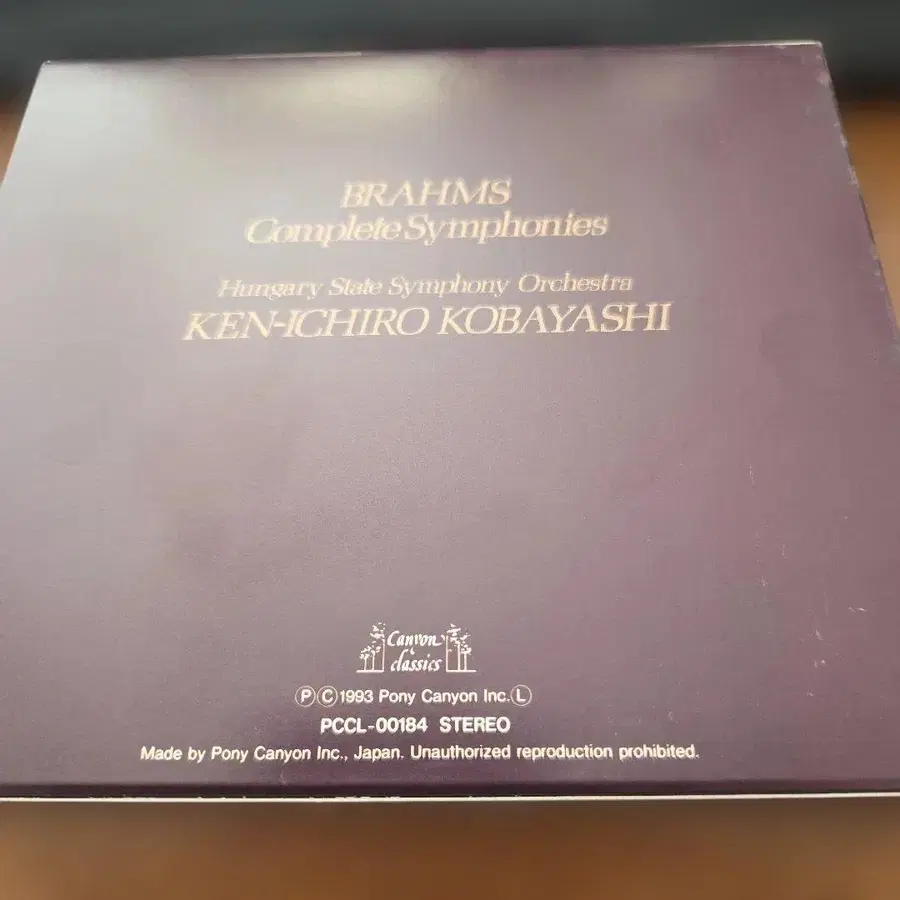 BRAHMS
Complete Symphonies
Hungary State Symphony Orchestra
KEN-ICHIRO KOBAYASHI
Canyon
classics
ⓅⒸ1993 Pony Canyon Inc.Ⓛ
PCCL-00184 STEREO
Made by Pony Canyon Inc., Japan. Unauthorized reproduction prohibited.